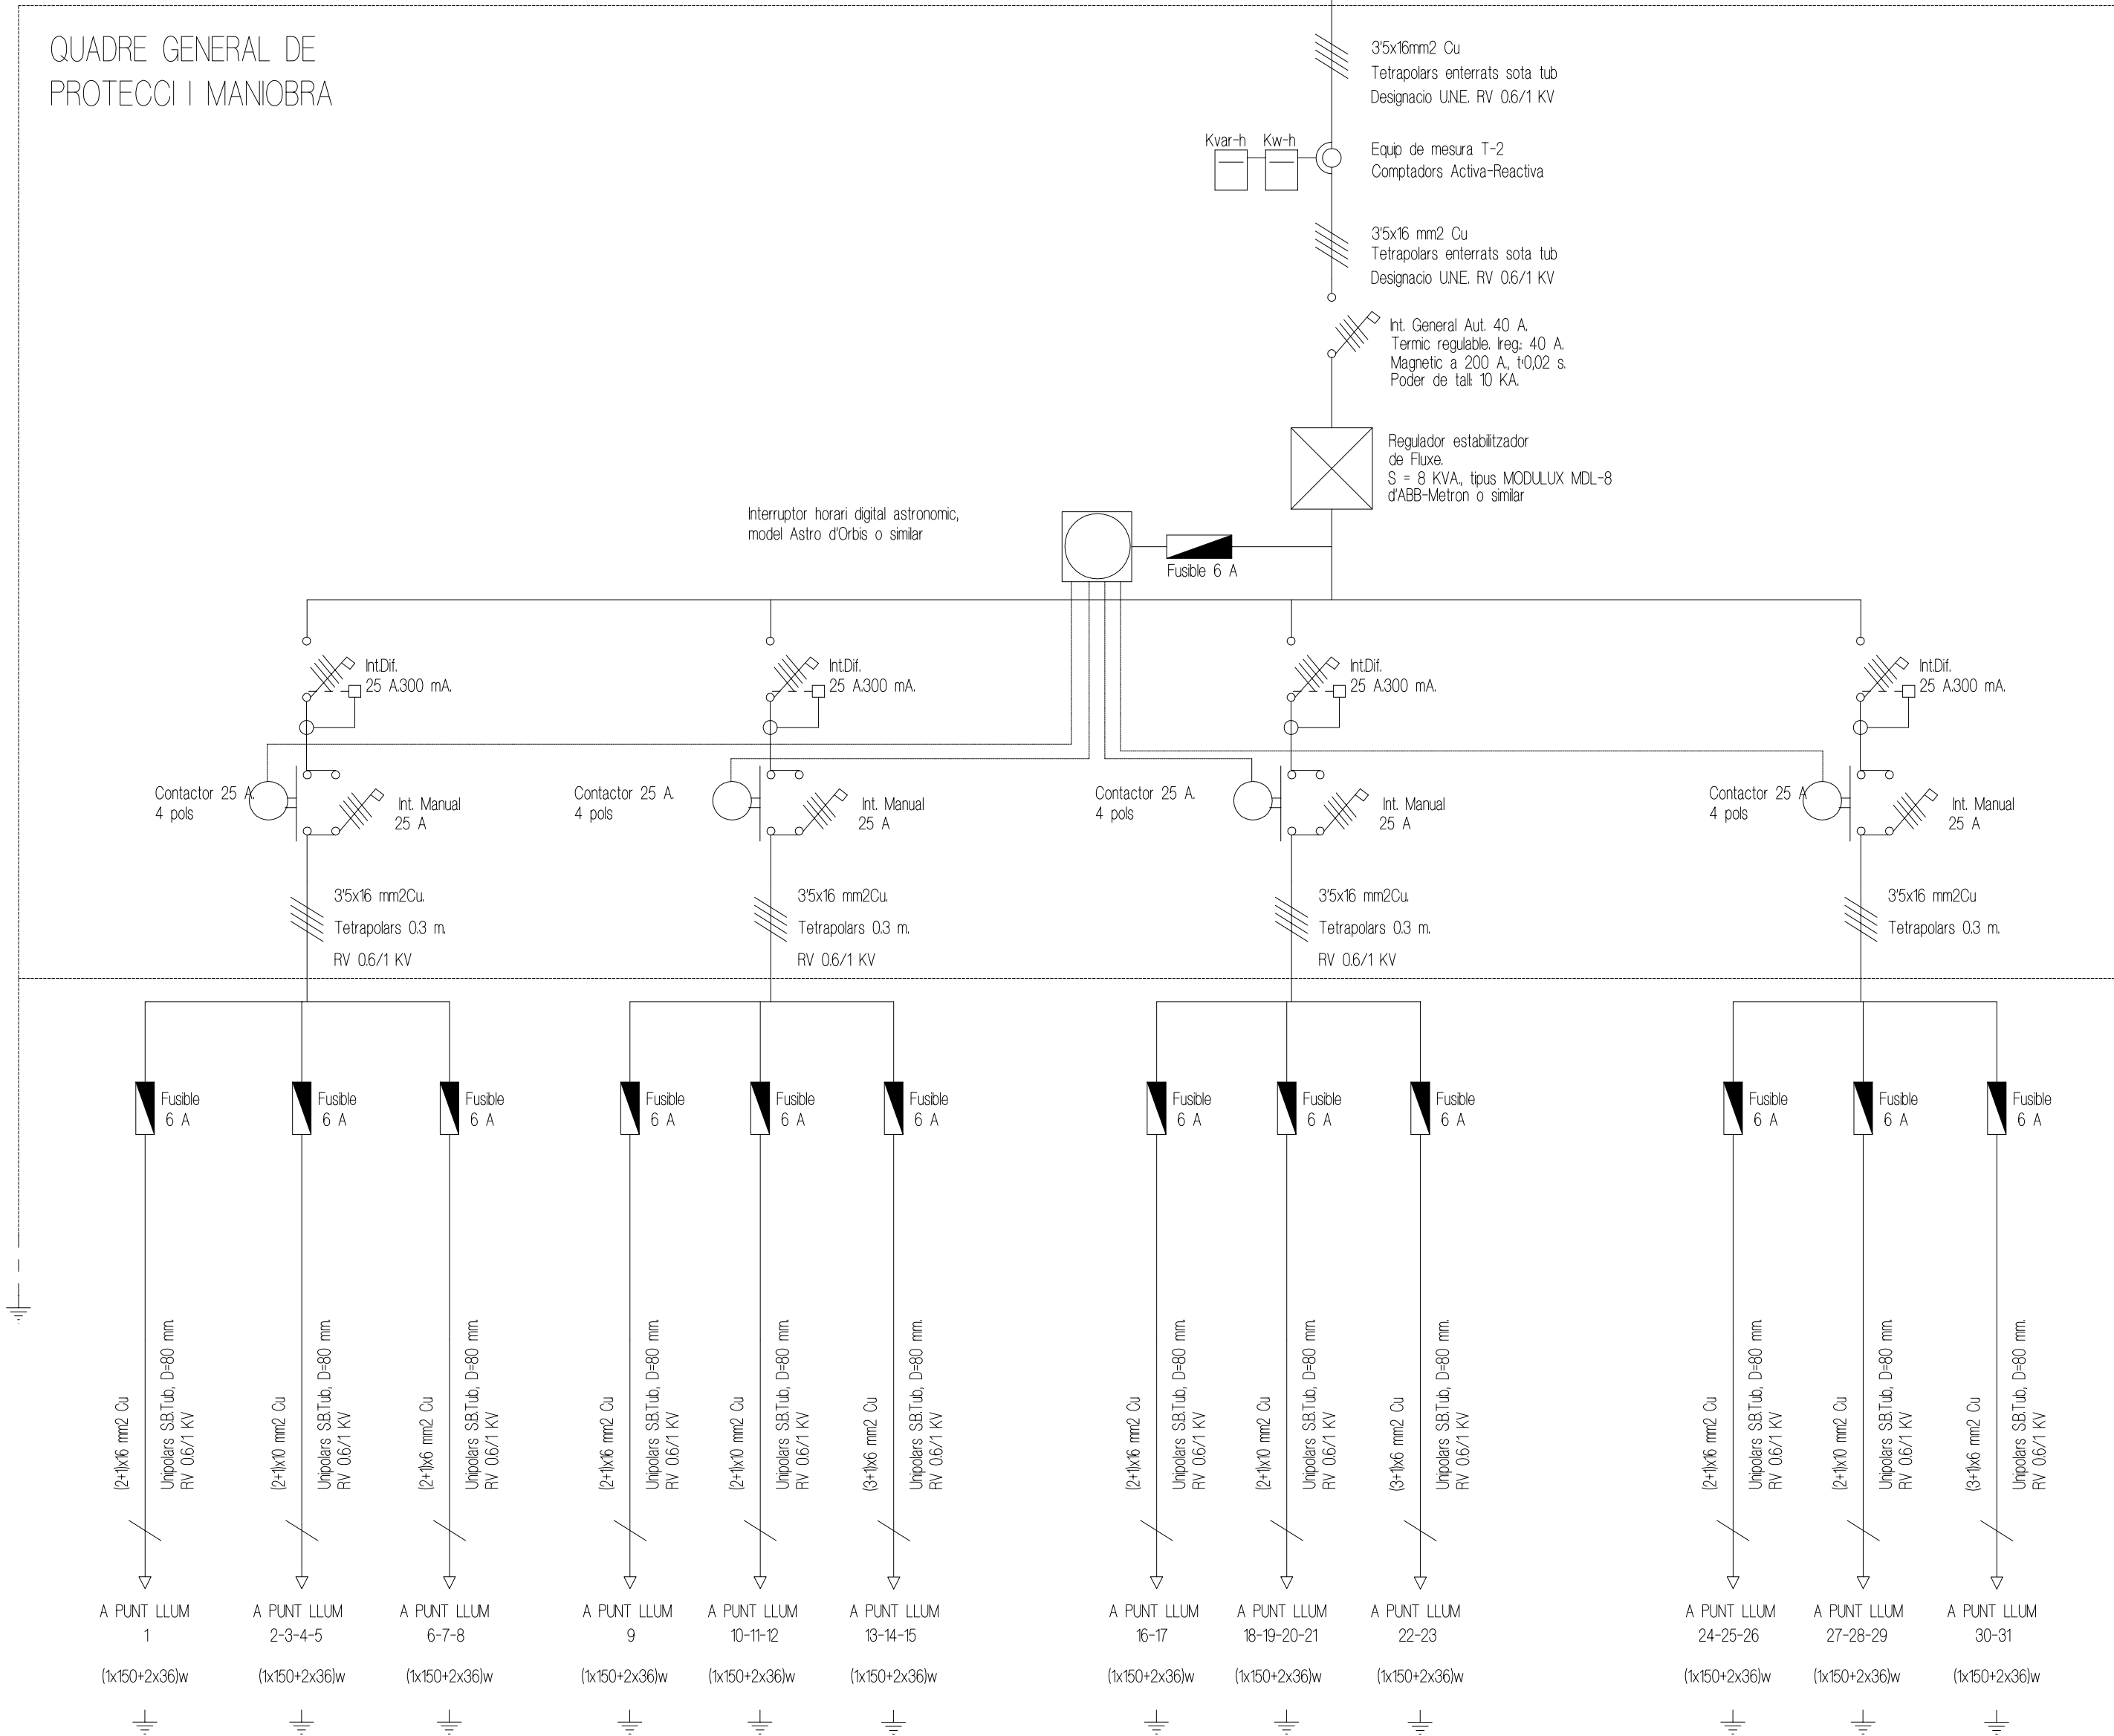 QUADRE GENERAL DE
PROTECCI I MANIOBRA
3'5x16mm2 Cu
Tetrapolars enterrats sota tub
Designacio U.N.E. RV 0.6/1 KV
Kvar-h
Kw-h
Equip de mesura T-2
Comptadors Activa-Reactiva
3'5x16 mm2 Cu
Tetrapolars enterrats sota tub
Designacio U.N.E. RV 0.6/1 KV
Int. General Aut. 40 A.
Termic regulable. Ireg.: 40 A.
Magnetic a 200 A., t:0,02 s.
Poder de tall: 10 KA.
Regulador estabilitzador
de Fluxe.
S = 8 KVA., tipus MODULUX MDL-8
d'ABB-Metron o similar
Interruptor horari digital astronomic,
model Astro d'Orbis o similar
Fusible 6 A
Int.Dif.
25 A.300 mA.
Int.Dif.
25 A.300 mA.
Int.Dif.
25 A.300 mA.
Int.Dif.
25 A.300 mA.
Contactor 25 A.
4 pols
Int. Manual
25 A
Contactor 25 A.
4 pols
Int. Manual
25 A
Contactor 25 A.
4 pols
Int. Manual
25 A
Contactor 25 A
4 pols
Int. Manual
25 A
3'5x16 mm2Cu.
Tetrapolars 0.3 m.
RV 0.6/1 KV
3'5x16 mm2Cu.
Tetrapolars 0.3 m.
RV 0.6/1 KV
3'5x16 mm2Cu.
Tetrapolars 0.3 m.
RV 0.6/1 KV
3'5x16 mm2Cu
Tetrapolars 0.3 m.
Fusible
6 A
Fusible
6 A
Fusible
6 A
Fusible
6 A
Fusible
6 A
Fusible
6 A
Fusible
6 A
Fusible
6 A
Fusible
6 A
Fusible
6 A
Fusible
6 A
Fusible
6 A
(2+1)x16 mm2 Cu
Unipolars S.B.Tub, D=80 mm.
RV 0.6/1 KV
(2+1)x10 mm2 Cu
Unipolars S.B.Tub, D=80 mm.
RV 0.6/1 KV
(2+1)x6 mm2 Cu
Unipolars S.B.Tub, D=80 mm.
RV 0.6/1 KV
(2+1)x16 mm2 Cu
Unipolars S.B.Tub, D=80 mm.
RV 0.6/1 KV
(2+1)x10 mm2 Cu
Unipolars S.B.Tub, D=80 mm.
RV 0.6/1 KV
(3+1)x6 mm2 Cu
Unipolars S.B.Tub, D=80 mm.
RV 0.6/1 KV
(2+1)x16 mm2 Cu
Unipolars S.B.Tub, D=80 mm.
RV 0.6/1 KV
(2+1)x10 mm2 Cu
Unipolars S.B.Tub, D=80 mm.
RV 0.6/1 KV
(3+1)x6 mm2 Cu
Unipolars S.B.Tub, D=80 mm.
RV 0.6/1 KV
(2+1)x16 mm2 Cu
Unipolars S.B.Tub, D=80 mm.
RV 0.6/1 KV
(2+1)x10 mm2 Cu
Unipolars S.B.Tub, D=80 mm.
RV 0.6/1 KV
(3+1)x6 mm2 Cu
Unipolars S.B.Tub, D=80 mm.
RV 0.6/1 KV
A PUNT LLUM
1
(1x150+2x36)w
A PUNT LLUM
2-3-4-5
(1x150+2x36)w
A PUNT LLUM
6-7-8
(1x150+2x36)w
A PUNT LLUM
9
(1x150+2x36)w
A PUNT LLUM
10-11-12
(1x150+2x36)w
A PUNT LLUM
13-14-15
(1x150+2x36)w
A PUNT LLUM
16-17
(1x150+2x36)w
A PUNT LLUM
18-19-20-21
(1x150+2x36)w
A PUNT LLUM
22-23
(1x150+2x36)w
A PUNT LLUM
24-25-26
(1x150+2x36)w
A PUNT LLUM
27-28-29
(1x150+2x36)w
A PUNT LLUM
30-31
(1x150+2x36)w